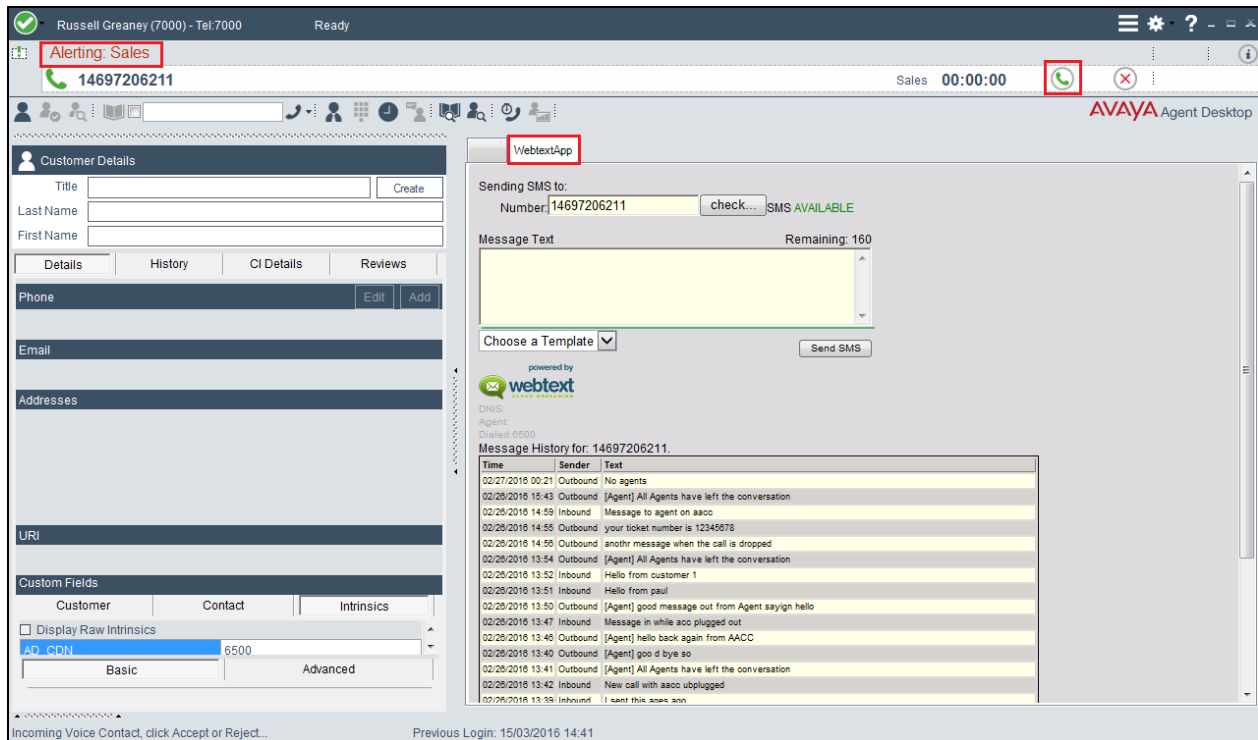 Russell Greaney (7000) - Tel:7000 Ready
Alerting: Sales
14697206211 Sales 00:00:00
AVAYA Agent Desktop
Customer Details
Title Create
Last Name
First Name
Details History CI Details Reviews
Phone Edit Add
Email
Addresses
URI
Custom Fields
Customer Contact Intrinsics
Display Raw Intrinsics
AD_CDN 6500
Basic Advanced
WebtextApp
Sending SMS to:
Number: 14697206211 check... SMS AVAILABLE
Message Text Remaining: 160
Choose a Template Send SMS
powered by
webtext
CLOUD MESSAGING
DNIS:
Agent:
Dialed:6500
Message History for: 14697206211.
Time Sender Text
02/27/2016 00:21 Outbound No agents
02/26/2016 15:43 Outbound [Agent] All Agents have left the conversation
02/26/2016 14:59 Inbound Message to agent on aacc
02/26/2016 14:55 Outbound your ticket number is 12345678
02/26/2016 14:56 Outbound anothr message when the call is dropped
02/26/2016 13:54 Outbound [Agent] All Agents have left the conversation
02/26/2016 13:52 Inbound Hello from customer 1
02/26/2016 13:51 Inbound Hello from paul
02/26/2016 13:50 Outbound [Agent] good message out from Agent sayign hello
02/26/2016 13:47 Inbound Message in while acc plugged out
02/26/2016 13:46 Outbound [Agent] hello back again from AACC
02/26/2016 13:40 Outbound [Agent] goo d bye so
02/26/2016 13:41 Outbound [Agent] All Agents have left the conversation
02/26/2016 13:42 Inbound New call with aacc ubplugged
02/26/2016 13:39 Inbound I sent this ages ago
Incoming Voice Contact, click Accept or Reject... Previous Login: 15/03/2016 14:41